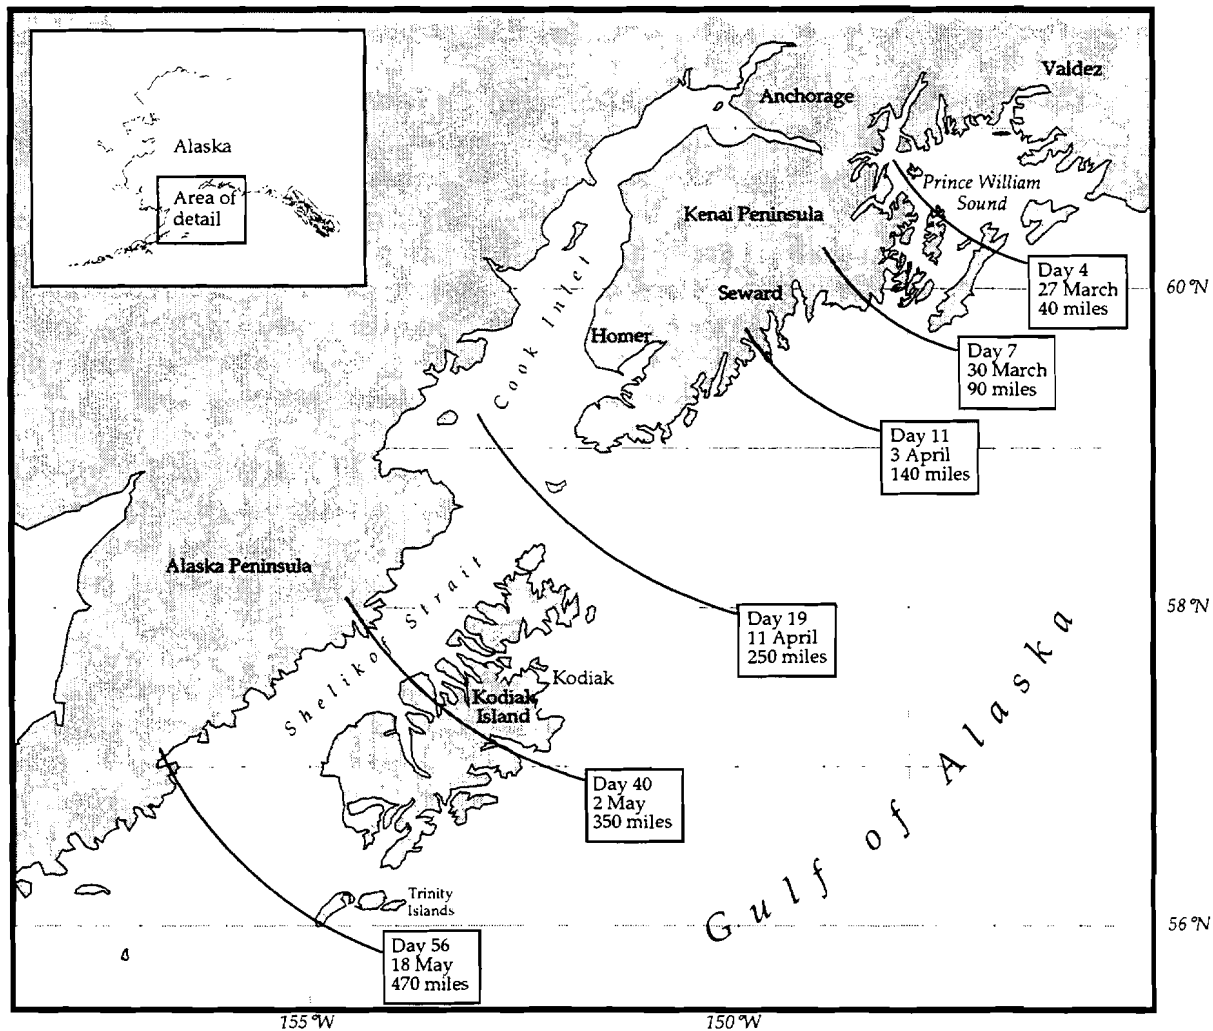 Valdez
Anchorage
Alaska
Area of
detail
Prince William
Sound
Kenai Peninsula
Cook Inlet
Seward
Homer
Day 4
27 March
40 miles
60°N
Day 7
30 March
90 miles
Day 11
3 April
140 miles
Alaska Peninsula
Shelikof Strait
Day 19
11 April
250 miles
58°N
Kodiak
Kodiak
Island
Gulf of Alaska
Day 40
2 May
350 miles
Trinity
Islands
56°N
Day 56
18 May
470 miles
155°W
150°W